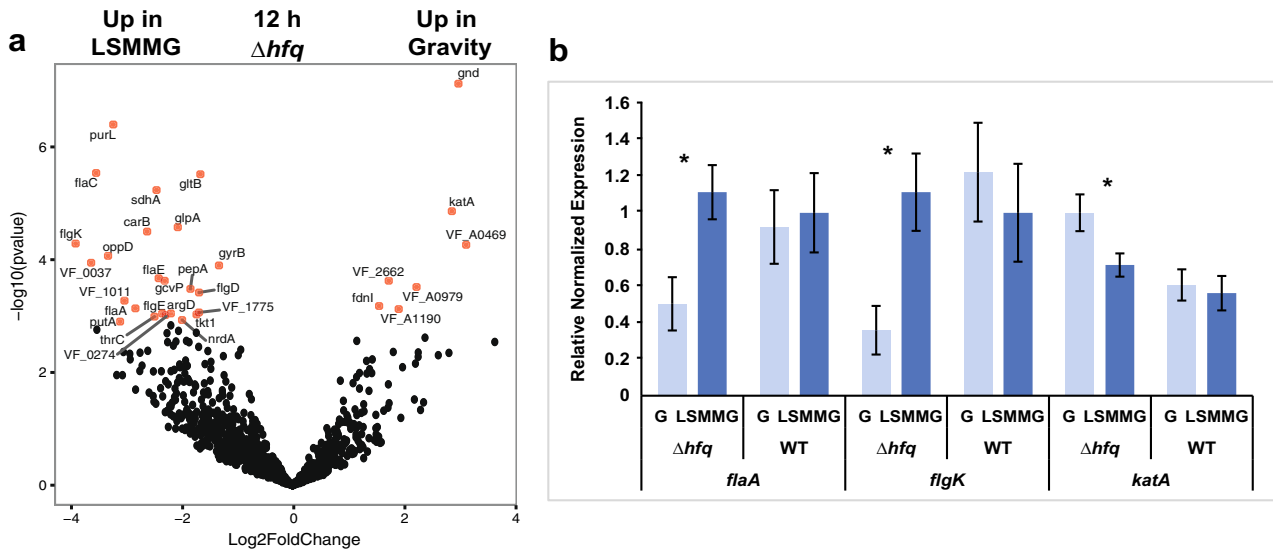 a
Up in LSMMG
12 h Δhfq
Up in Gravity
−log10(pvalue)
6
4
2
0
gnd
purL
flaC
gltB
sdhA
katA
carB
glpA
flgK
VF_A0469
oppD
gyrB
VF_0037
flaE
pepA
VF_2662
gcvP
flgD
VF_A0979
VF_1011
fdnI
flaA
flgE
argD
VF_1775
VF_A1190
putA
tkt1
thrC
nrdA
VF_0274
−4 −2 0 2 4
Log2FoldChange
b
Relative Normalized Expression
1.6
1.4
1.2
1
0.8
0.6
0.4
0.2
0
* * *
G LSMMG G LSMMG G LSMMG G LSMMG G LSMMG G LSMMG
Δhfq WT Δhfq WT Δhfq WT
flaA flgK katA